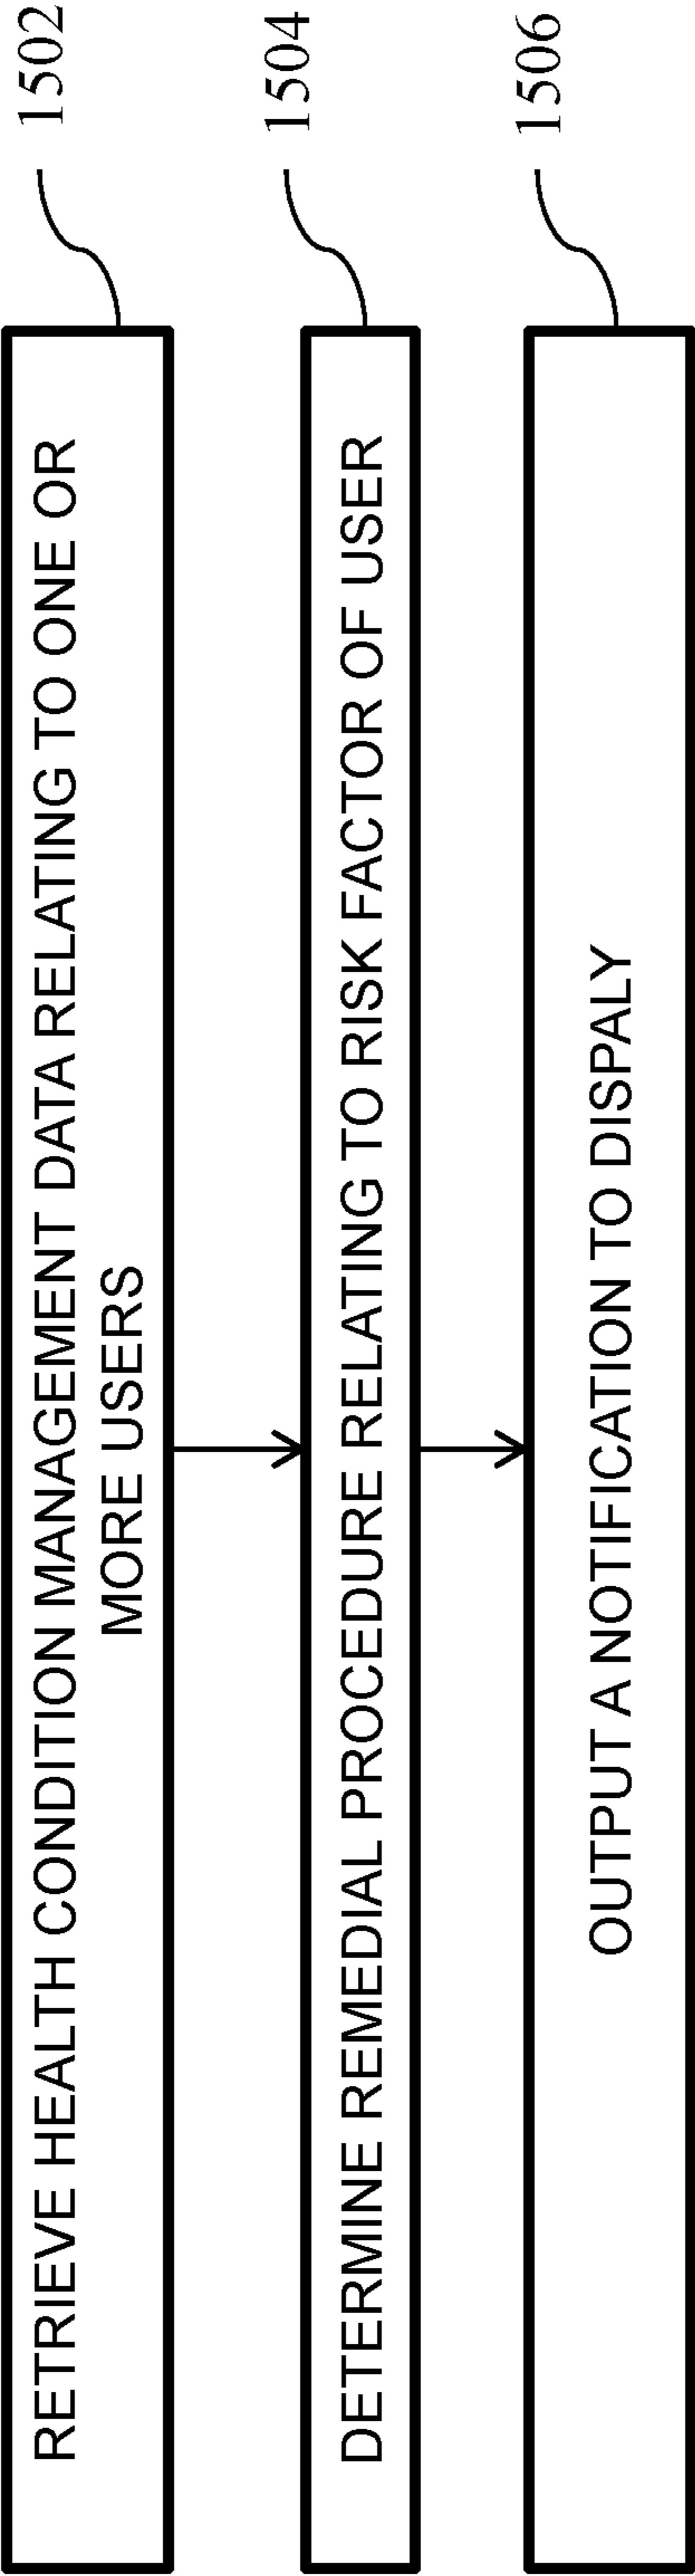 RETRIEVE HEALTH CONDITION MANAGEMENT DATA RELATING TO ONE OR
MORE USERS
1502
DETERMINE REMEDIAL PROCEDURE RELATING TO RISK FACTOR OF USER
1504
OUTPUT A NOTIFICATION TO DISPALY
1506